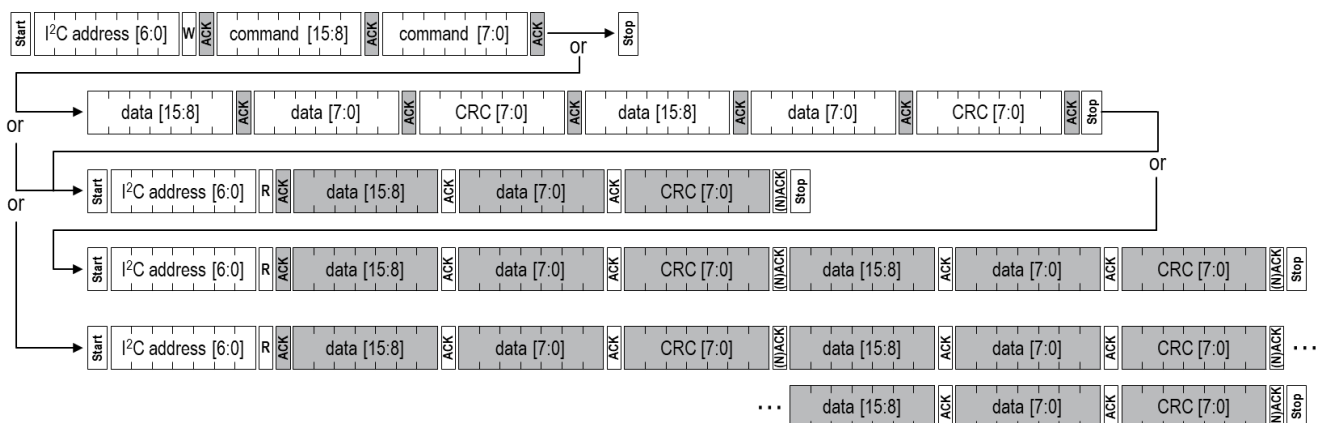 Start I²C address [6:0] W ACK command [15:8] ACK command [7:0] ACK or Stop
or data [15:8] ACK data [7:0] ACK CRC [7:0] ACK data [15:8] ACK data [7:0] ACK CRC [7:0] ACK Stop
or
Start I²C address [6:0] R ACK data [15:8] ACK data [7:0] ACK CRC [7:0] (N)ACK Stop
or
Start I²C address [6:0] R ACK data [15:8] ACK data [7:0] ACK CRC [7:0] (N)ACK data [15:8] ACK data [7:0] ACK CRC [7:0] (N)ACK Stop
Start I²C address [6:0] R ACK data [15:8] ACK data [7:0] ACK CRC [7:0] (N)ACK data [15:8] ACK data [7:0] ACK CRC [7:0] (N)ACK ...
... data [15:8] ACK data [7:0] ACK CRC [7:0] (N)ACK Stop